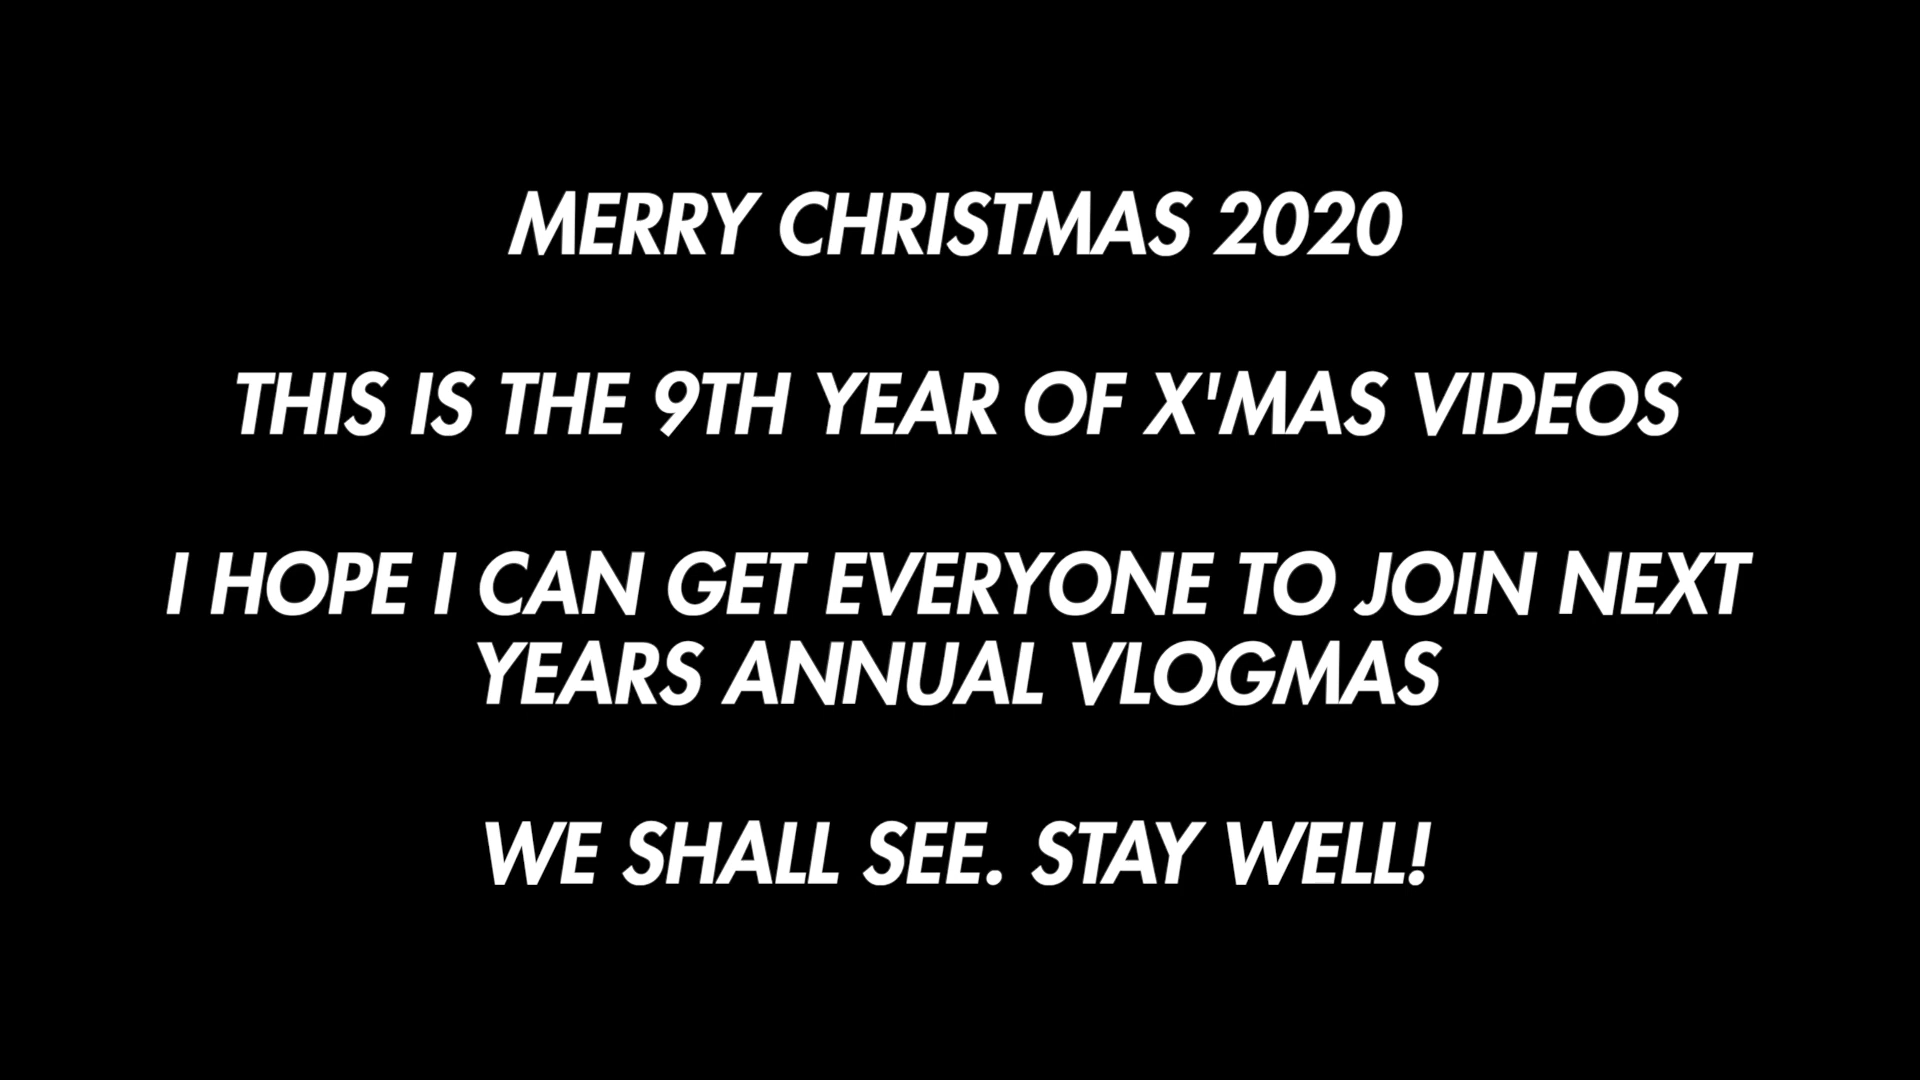 MERRY CHRISTMAS 2020
THIS IS THE 9TH YEAR OF X'MAS VIDEOS
I HOPE I CAN GET EVERYONE TO JOIN NEXT
YEARS ANNUAL VLOGMAS
WE SHALL SEE. STAY WELL!